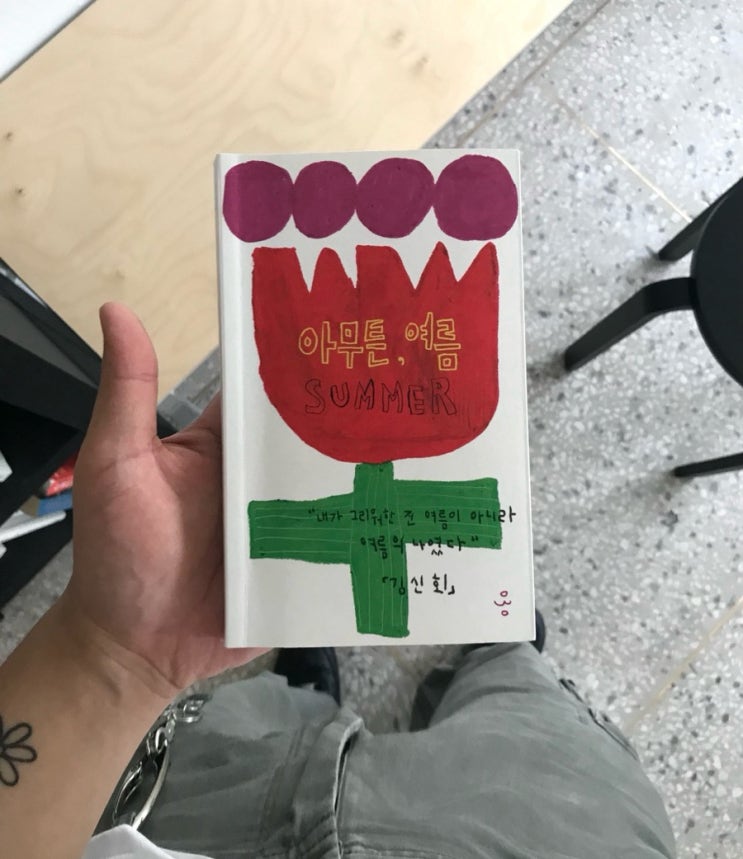 아무튼, 여름
SUMMER
"내가 그리워한 건 여름이 아니라
여름의 나였다"
「김신회」
030